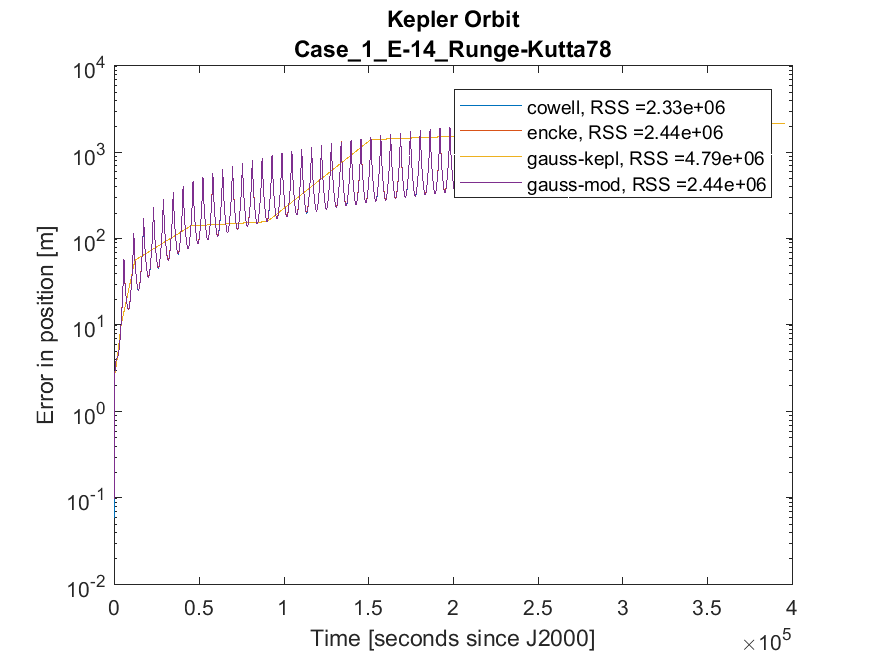 Kepler Orbit
Case_1_E-14_Runge-Kutta78
10^4
10^3
10^2
10^1
10^0
10^-1
10^-2
Error in position [m]
cowell, RSS =2.33e+06
encke, RSS =2.44e+06
gauss-kepl, RSS =4.79e+06
gauss-mod, RSS =2.44e+06
0 0.5 1 1.5 2 2.5 3 3.5 4
Time [seconds since J2000]
×10^5